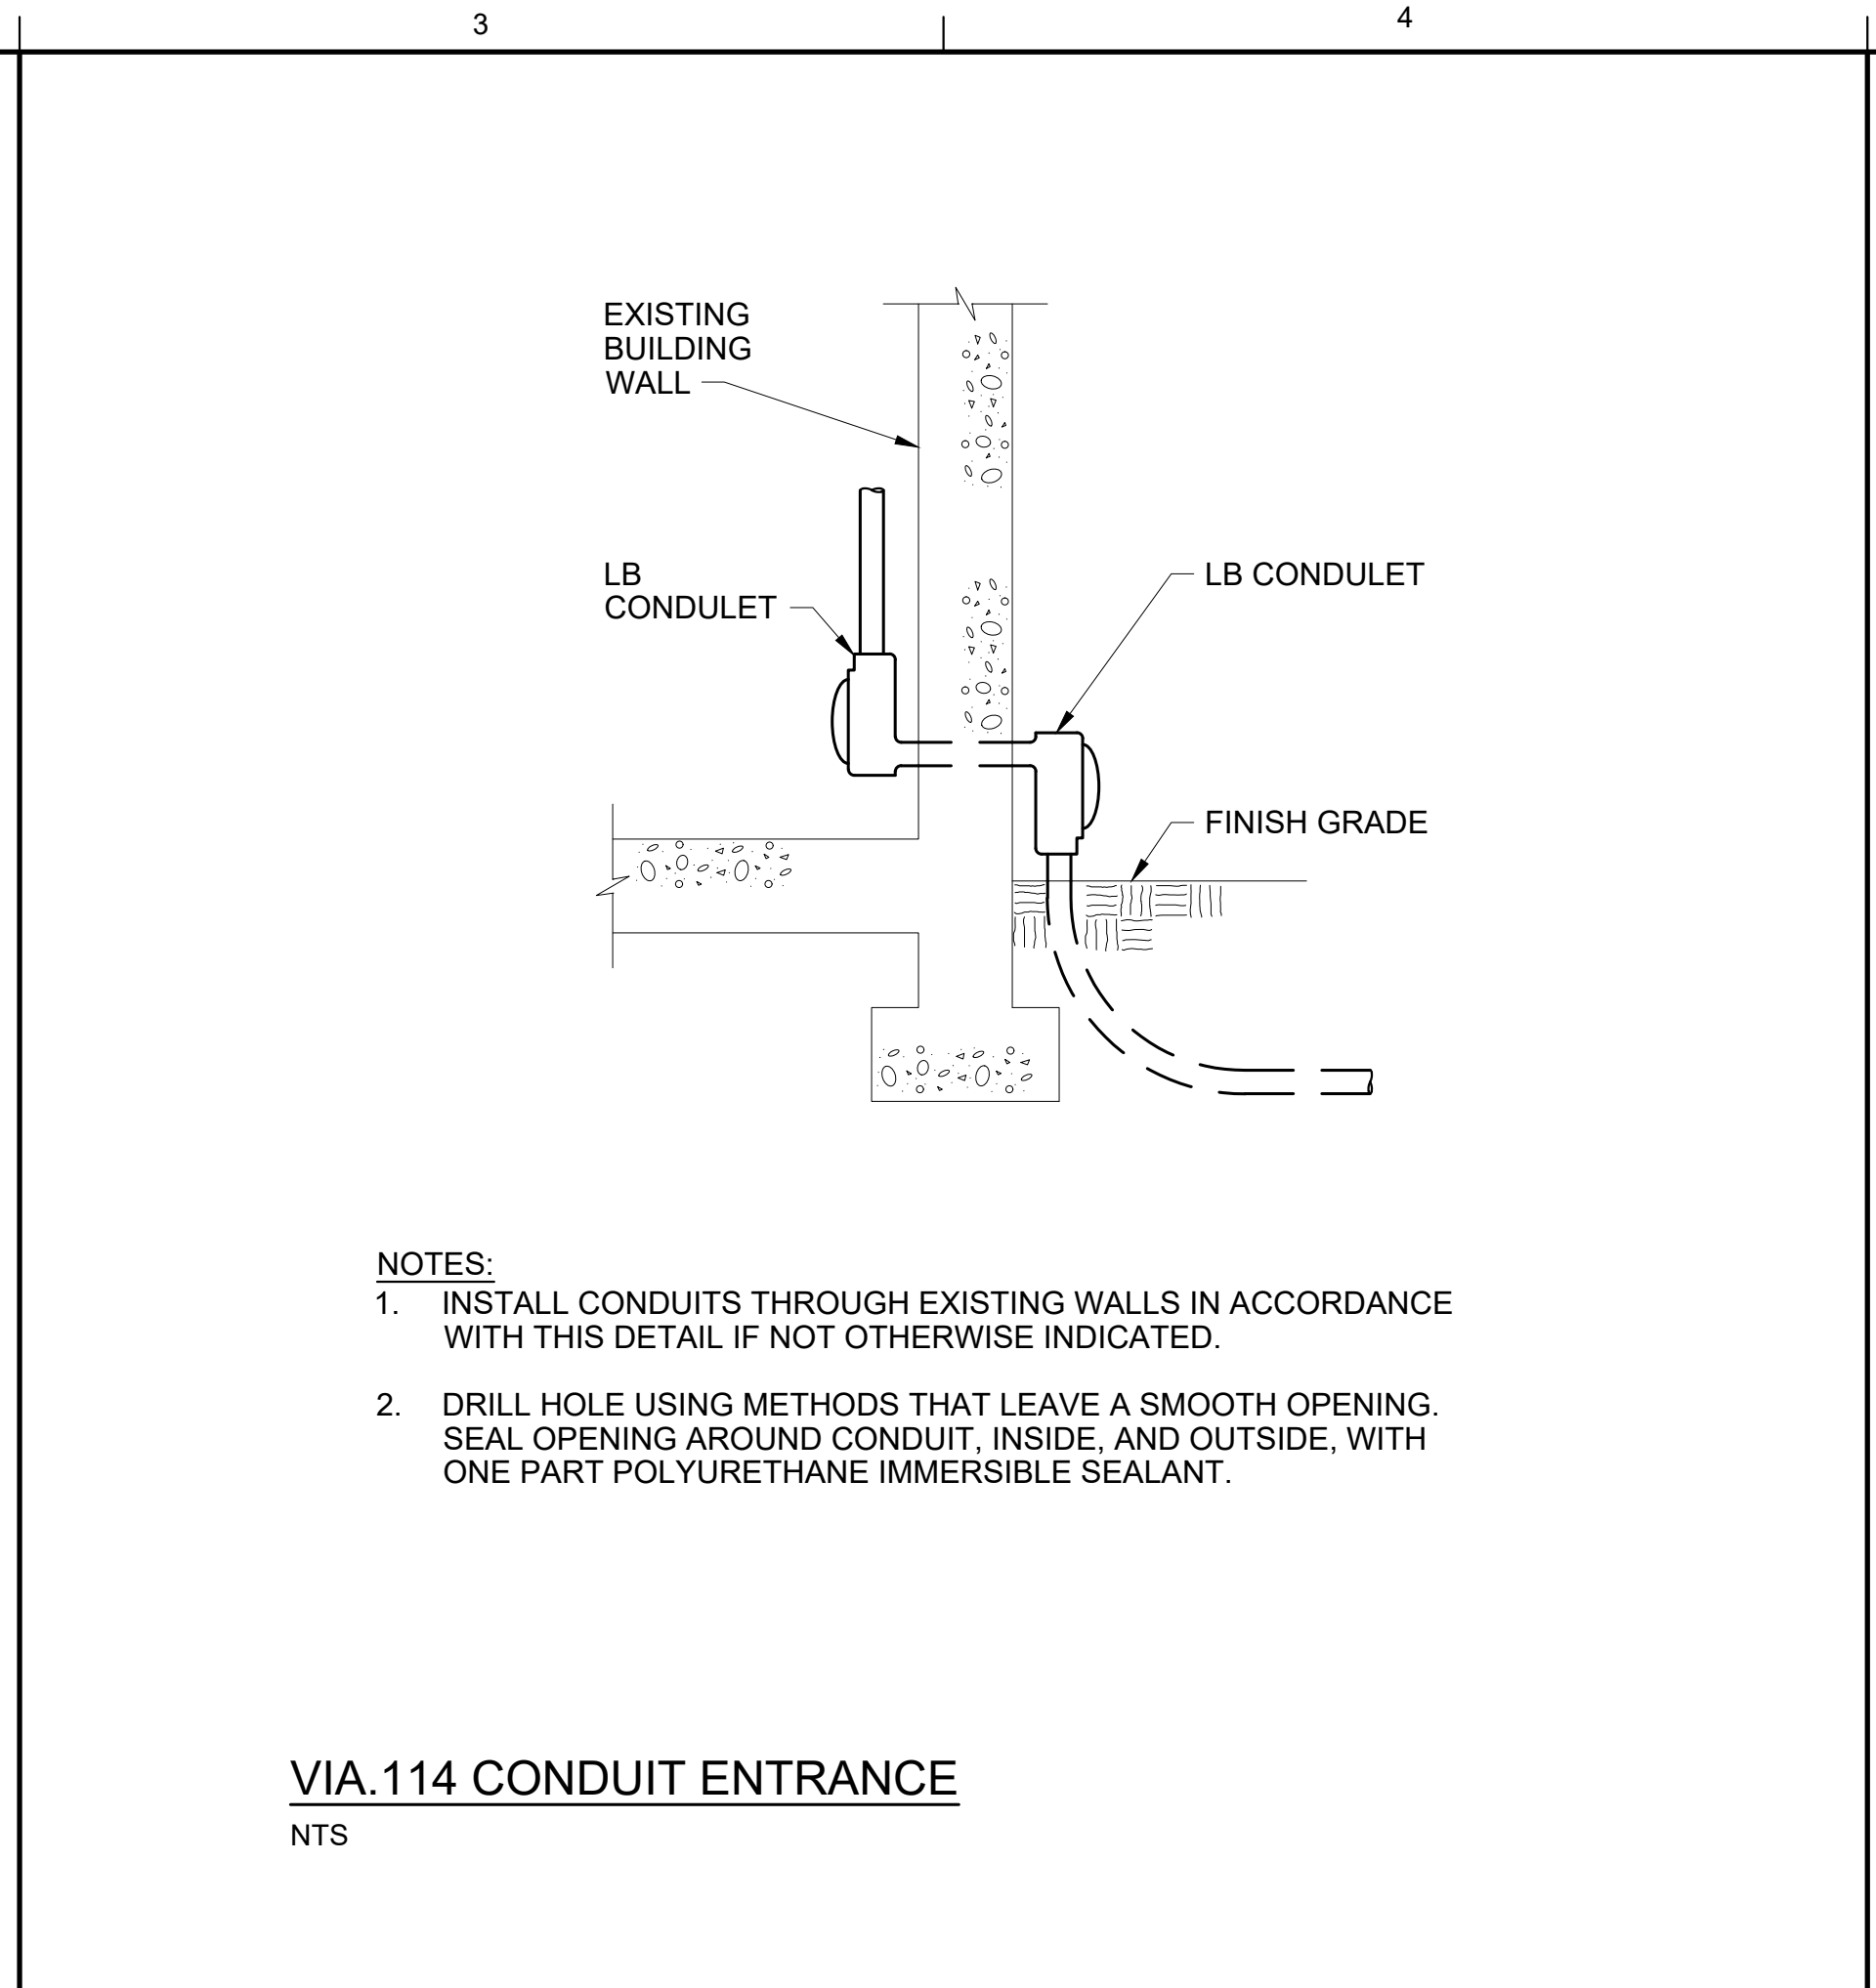 3
4
EXISTING
BUILDING
WALL
LB
CONDULET
LB CONDULET
FINISH GRADE
NOTES:
1. INSTALL CONDUITS THROUGH EXISTING WALLS IN ACCORDANCE
WITH THIS DETAIL IF NOT OTHERWISE INDICATED.
2. DRILL HOLE USING METHODS THAT LEAVE A SMOOTH OPENING.
SEAL OPENING AROUND CONDUIT, INSIDE, AND OUTSIDE, WITH
ONE PART POLYURETHANE IMMERSIBLE SEALANT.
VIA.114 CONDUIT ENTRANCE
NTS